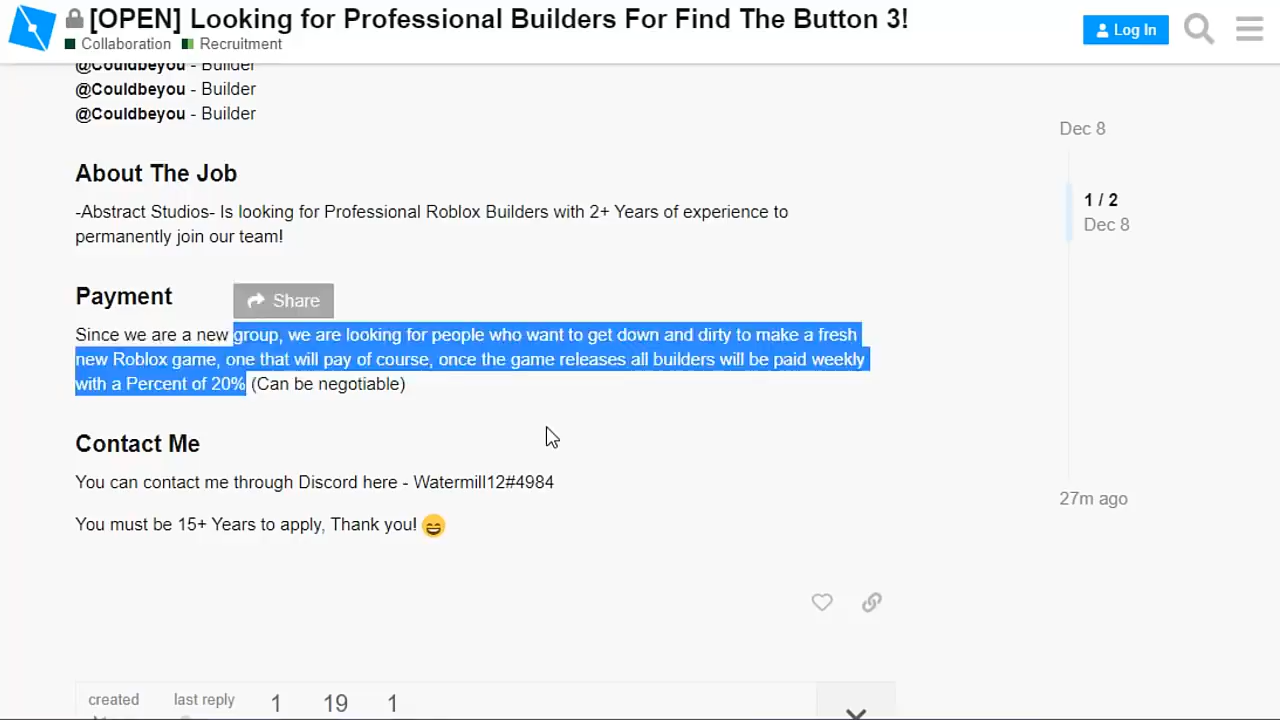 [OPEN] Looking for Professional Builders For Find The Button 3!
Collaboration Recruitment
Log In
@Couldbeyou - Builder
@Couldbeyou - Builder
@Couldbeyou - Builder
About The Job
-Abstract Studios- Is looking for Professional Roblox Builders with 2+ Years of experience to
permanently join our team!
Payment
Share
Since we are a new group, we are looking for people who want to get down and dirty to make a fresh
new Roblox game, one that will pay of course, once the game releases all builders will be paid weekly
with a Percent of 20% (Can be negotiable)
Contact Me
You can contact me through Discord here - Watermill12#4984
You must be 15+ Years to apply, Thank you!
Dec 8
1 / 2
Dec 8
27m ago
created last reply 1 19 1